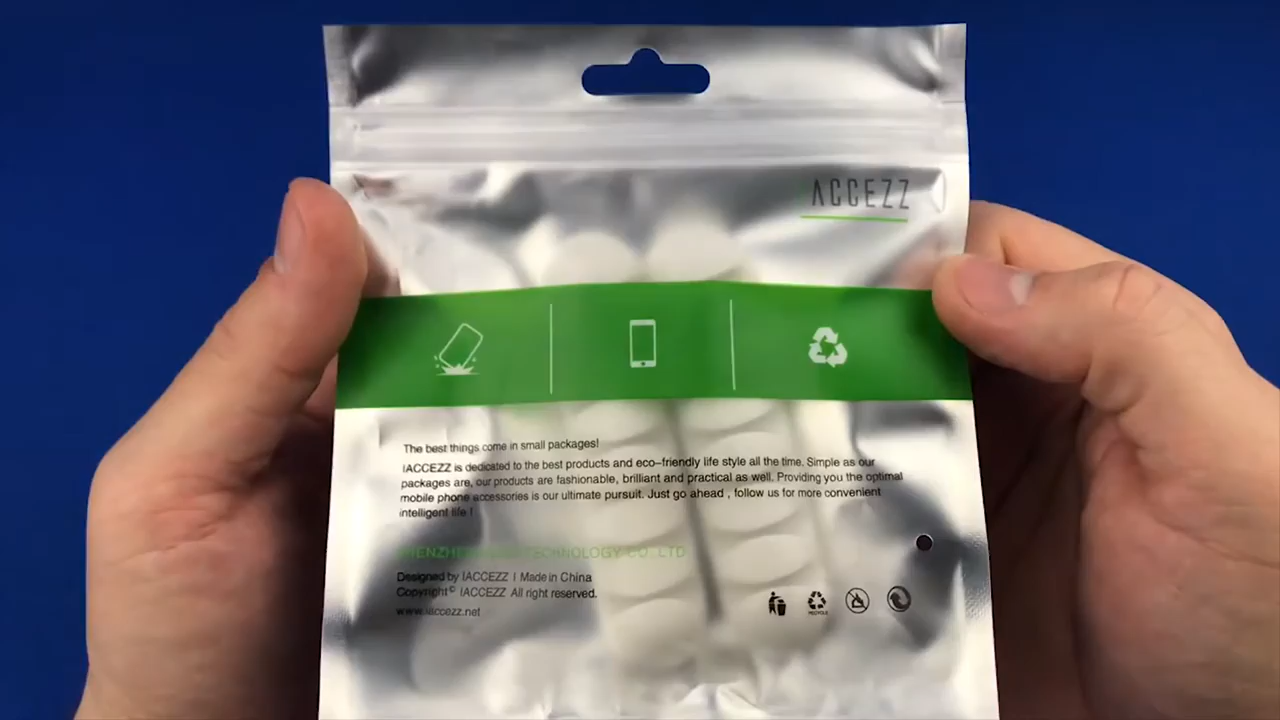 ACCEZZ
The best things come in small packages!
IACCEZZ is dedicated to the best products and eco-friendly life style all the time. Simple as our
packages are, our products are fashionable, brilliant and practical as well. Providing you the optimal
mobile phone accessories is our ultimate pursuit. Just go ahead , follow us for more convenient
intelligent life !
TECHNOLOGY CO., LTD
Designed by IACCEZZ | Made in China
Copyright© IACCEZZ All right reserved.
www.iaccezz.net
RECYCLE